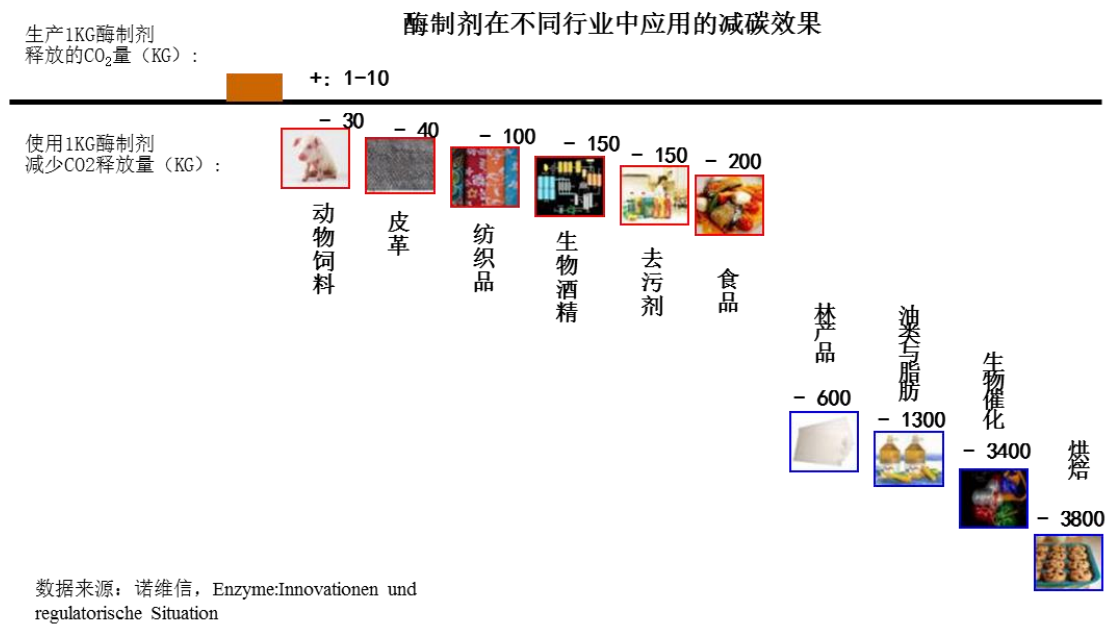 酶制剂在不同行业中应用的减碳效果
生产1KG酶制剂
释放的CO₂量（KG）:
+: 1-10
使用1KG酶制剂
减少CO2释放量（KG）:
- 30
- 40
- 100
- 150
- 150
- 200
动物饲料
皮革
纺织品
生物酒精
去污剂
食品
林产品
油类与脂肪
生物催化
烘焙
- 600
- 1300
- 3400
- 3800
数据来源: 诺维信, Enzyme:Innovationen und
regulatorische Situation